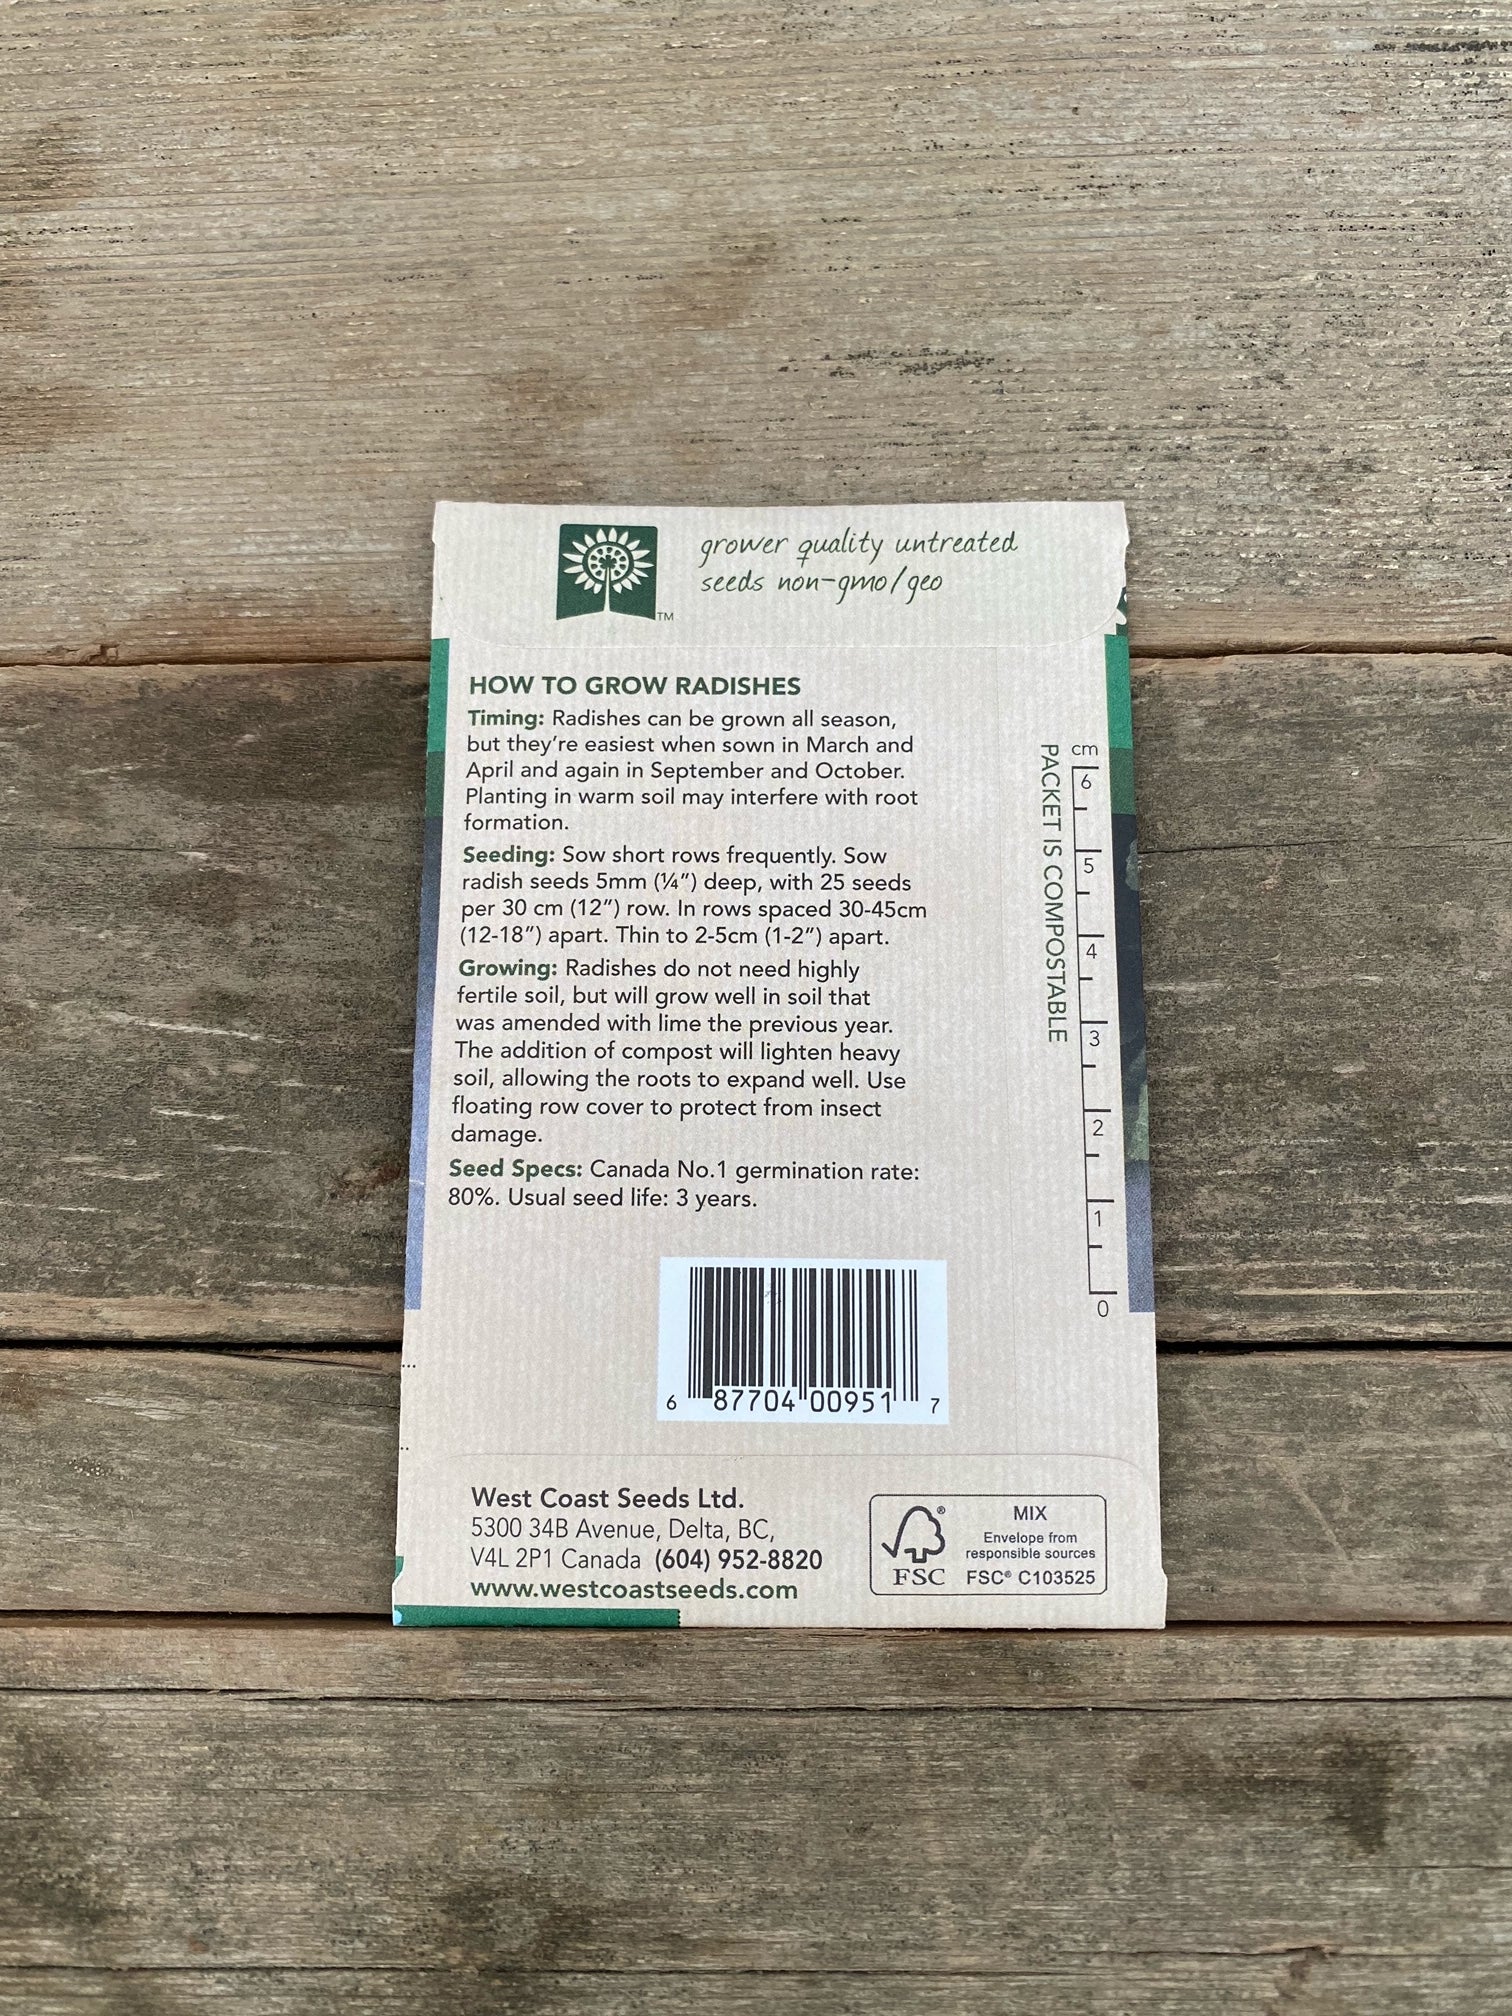 grower quality untreated
seeds non-gmo/geo
TM
HOW TO GROW RADISHES
Timing: Radishes can be grown all season,
but they're easiest when sown in March and
April and again in September and October.
Planting in warm soil may interfere with root
formation.
Seeding: Sow short rows frequently. Sow
radish seeds 5mm (¼") deep, with 25 seeds
per 30 cm (12") row. In rows spaced 30-45cm
(12-18") apart. Thin to 2-5cm (1-2") apart.
Growing: Radishes do not need highly
fertile soil, but will grow well in soil that
was amended with lime the previous year.
The addition of compost will lighten heavy
soil, allowing the roots to expand well. Use
floating row cover to protect from insect
damage.
Seed Specs: Canada No.1 germination rate:
80%. Usual seed life: 3 years.
PACKET IS COMPOSTABLE
cm
6
5
4
3
2
1
0
6 87704 00951 7
West Coast Seeds Ltd.
5300 34B Avenue, Delta, BC,
V4L 2P1 Canada (604) 952-8820
www.westcoastseeds.com
FSC
MIX
Envelope from
responsible sources
FSC® C103525